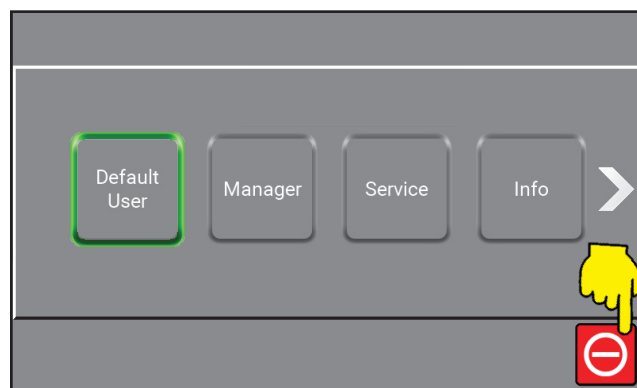 Default
User
Manager
Service
Info